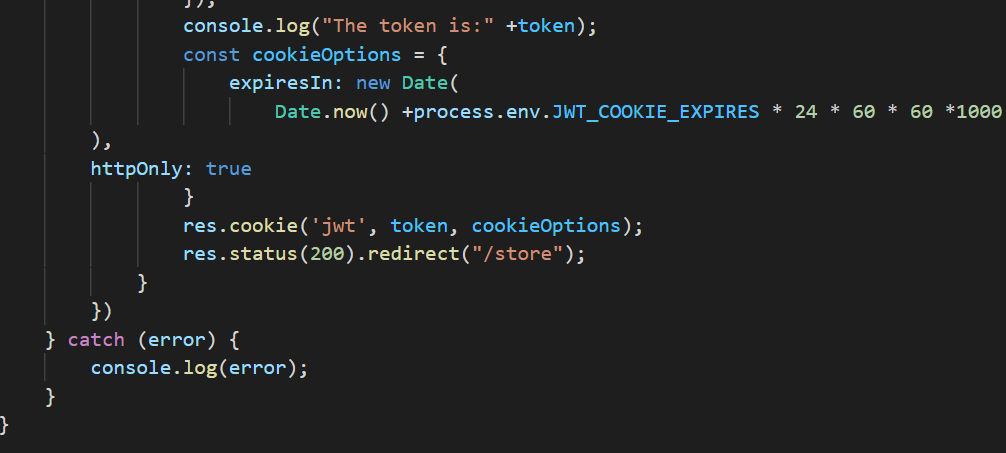 });
console.log("The token is:" +token);
const cookieOptions = {
expiresIn: new Date(
Date.now() +process.env.JWT_COOKIE_EXPIRES * 24 * 60 * 60 *1000
),
httpOnly: true
}
res.cookie('jwt', token, cookieOptions);
res.status(200).redirect("/store");
}
})
} catch (error) {
console.log(error);
}
}